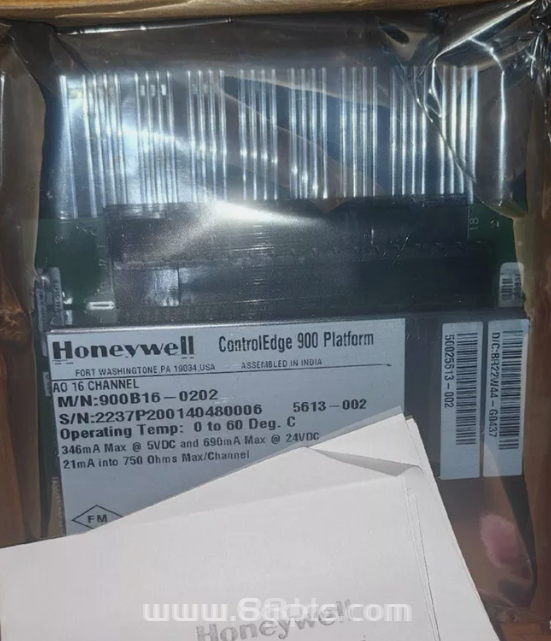 Honeywell
ControlEdge 900 Platform
FORT WASHINGTONE,PA 19034,USA
ASSEMBLED IN INDIA
AO 16 CHANNEL
M/N:900B16-0202
S/N:2237P200140480006
5613-002
Operating Temp: 0 to 60 Deg. C
346mA Max @ 5VDC and 690mA Max @ 24VDC
21mA into 750 Ohms Max/Channel
FM
50025613-002
Honeywell